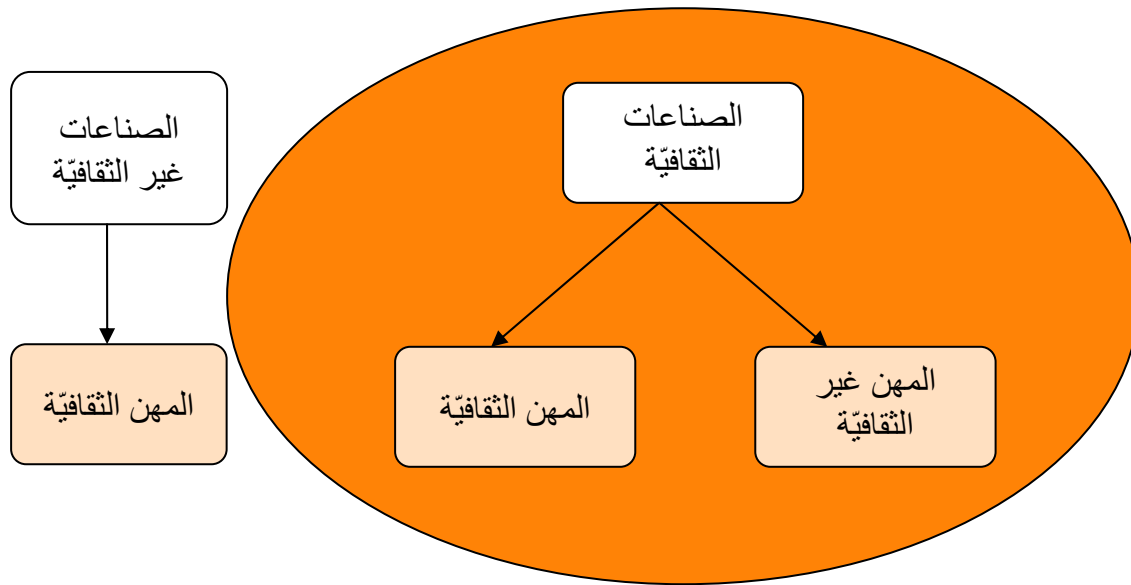 الصناعات
الثقافيّة
الصناعات
غير الثقافيّة
المهن غير
الثقافيّة
المهن الثقافيّة
المهن الثقافيّة